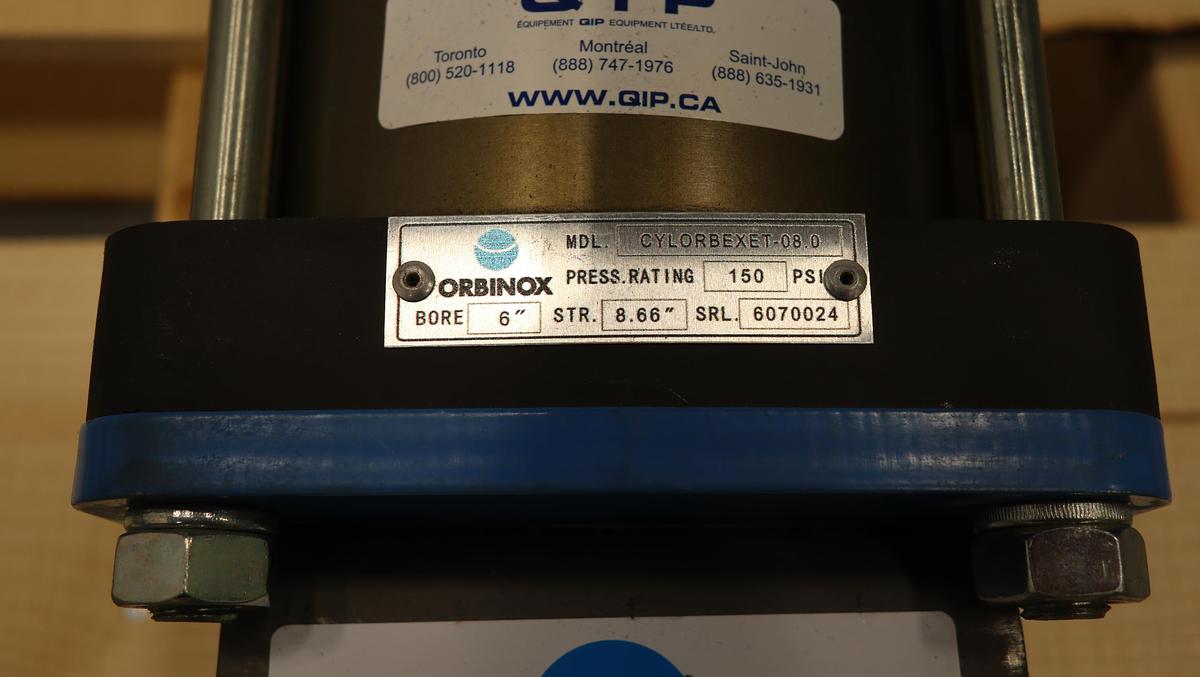 QIP
ÉQUIPEMENT QIP EQUIPMENT LTÉE/LTD.
Toronto Montréal Saint-John
(800) 520-1118 (888) 747-1976 (888) 635-1931
WWW.QIP.CA
ORBINOX
MDL. CYLORBEXET-08.0
PRESS.RATING 150 PSI
BORE 6" STR. 8.66" SRL. 6070024